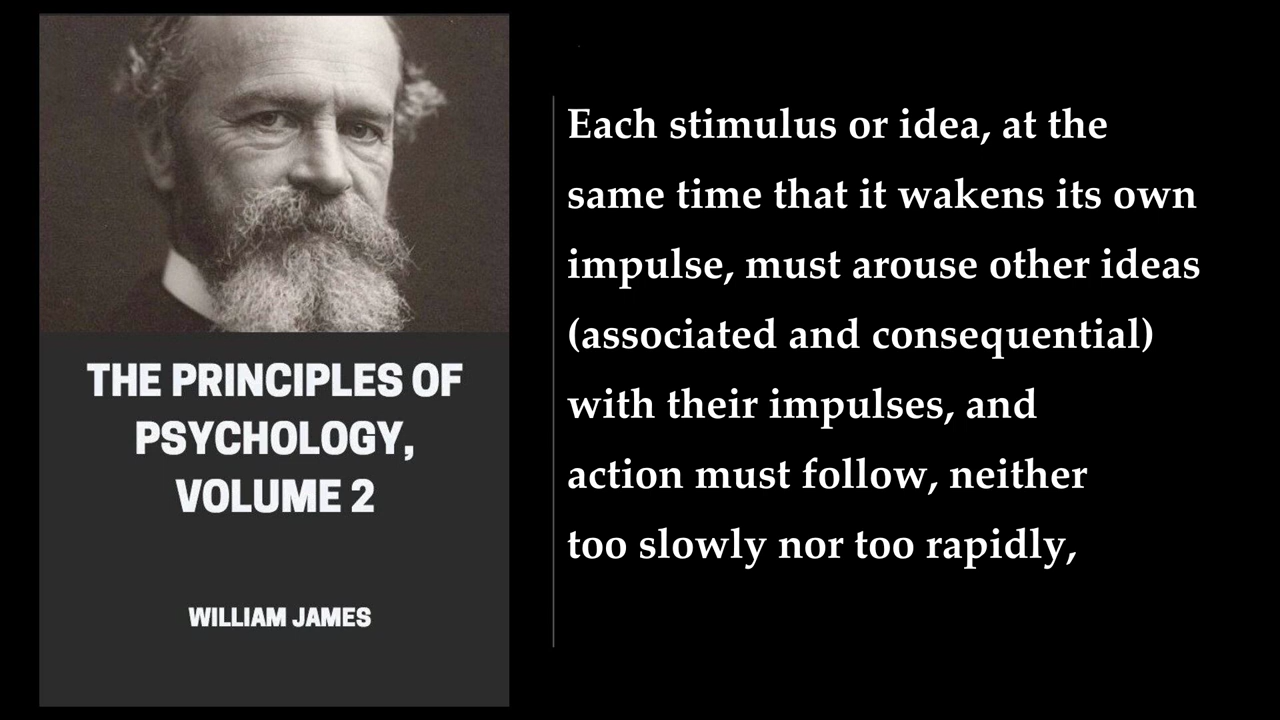 THE PRINCIPLES OF
PSYCHOLOGY,
VOLUME 2
WILLIAM JAMES
Each stimulus or idea, at the
same time that it wakens its own
impulse, must arouse other ideas
(associated and consequential)
with their impulses, and
action must follow, neither
too slowly nor too rapidly,